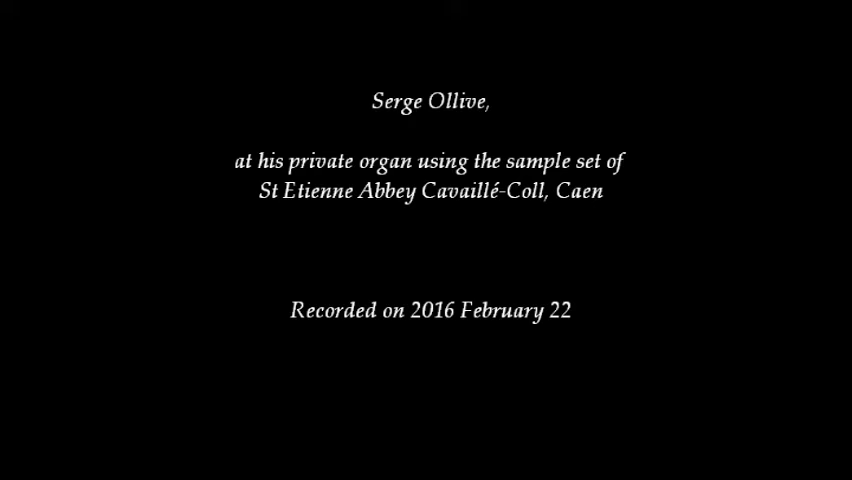 Serge Ollive,
at his private organ using the sample set of
St Etienne Abbey Cavaillé-Coll, Caen
Recorded on 2016 February 22